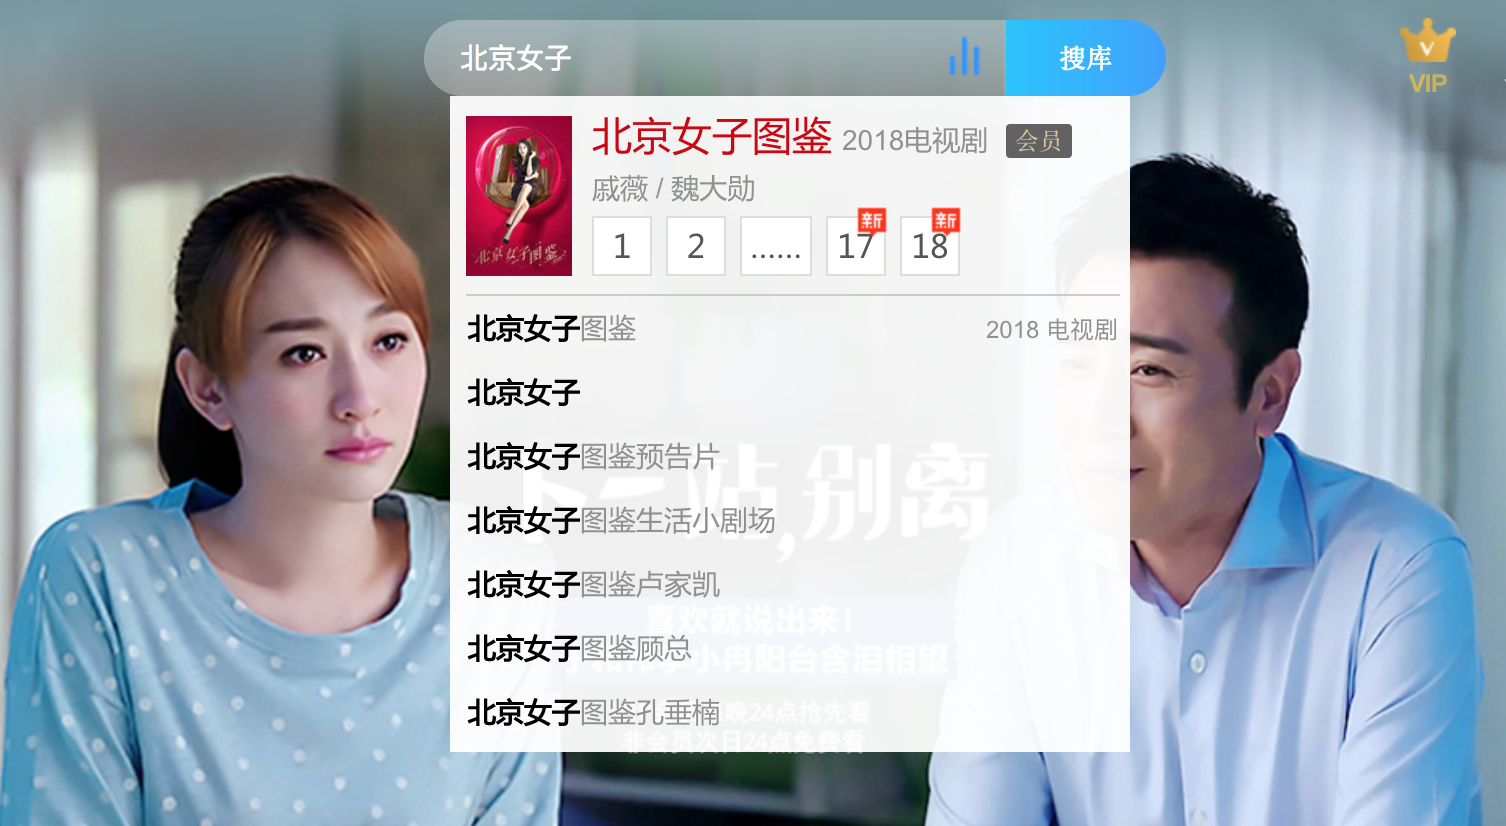 北京女子
搜库
VIP
北京女子图鉴 2018电视剧 会员
戚薇 / 魏大勋
1 2 …… 17 新 18 新
北京女子图鉴
北京女子图鉴 2018 电视剧
北京女子
北京女子图鉴预告片
下一站,别离
北京女子图鉴生活小剧场
北京女子图鉴卢家凯
喜欢就说出来!
北京女子图鉴顾总
小冉阳台含泪相望
北京女子图鉴孔垂楠
晚24点抢先看
非会员次日24点免费看